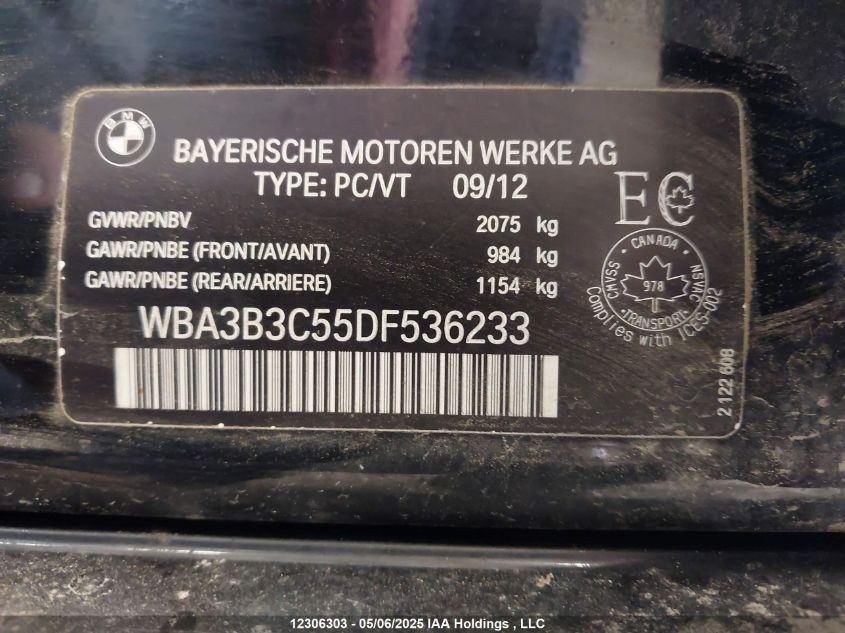 BMW
BAYERISCHE MOTOREN WERKE AG
TYPE: PC/VT 09/12
GVWR/PNBV 2075 kg
GAWR/PNBE (FRONT/AVANT) 984 kg
GAWR/PNBE (REAR/ARRIERE) 1154 kg
WBA3B3C55DF536233
EC
CANADA
CMVSS
NSVAC
978
TRANSPORT
Complies with ICES-002
2 122 608
12306303 - 05/06/2025 IAA Holdings , LLC